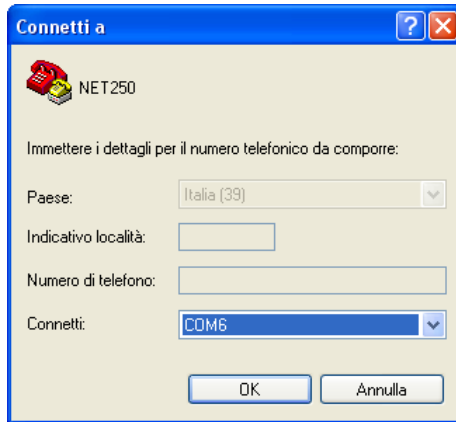 Connetti a
NET250
Immettere i dettagli per il numero telefonico da comporre:
Paese: Italia (39)
Indicativo località:
Numero di telefono:
Connetti: COM6
OK Annulla